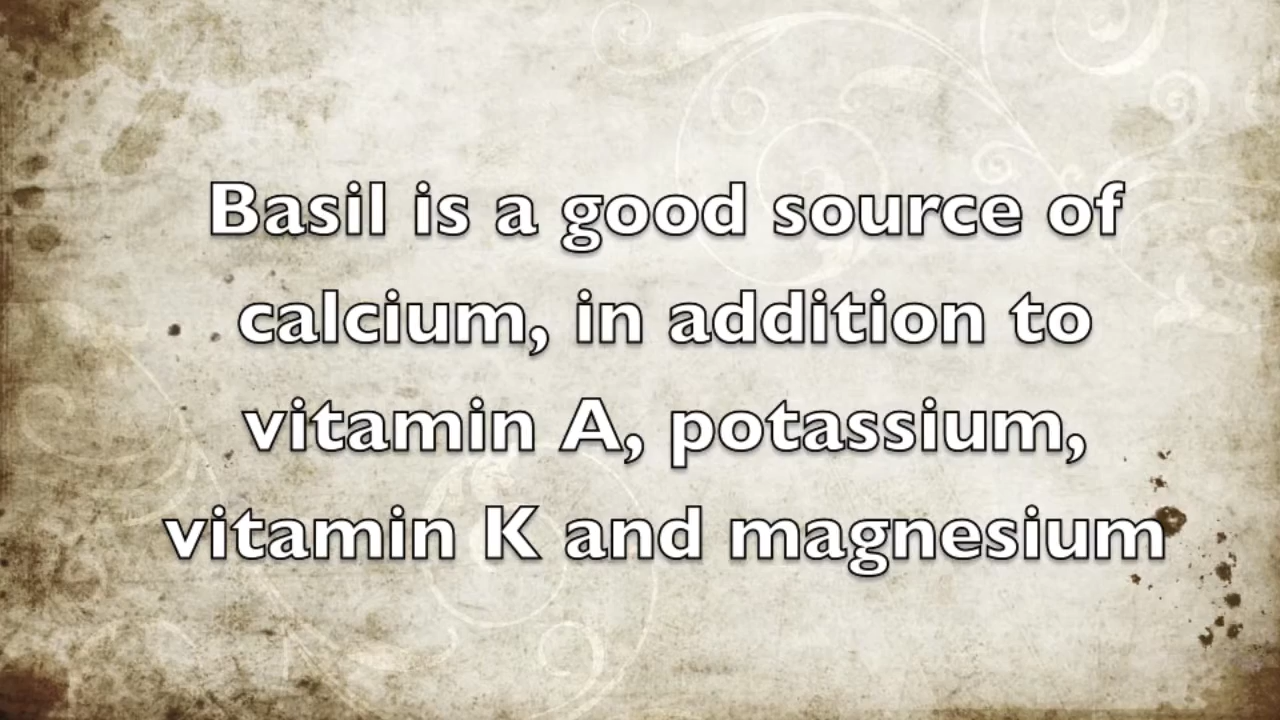 Basil is a good source of
calcium, in addition to
vitamin A, potassium,
vitamin K and magnesium